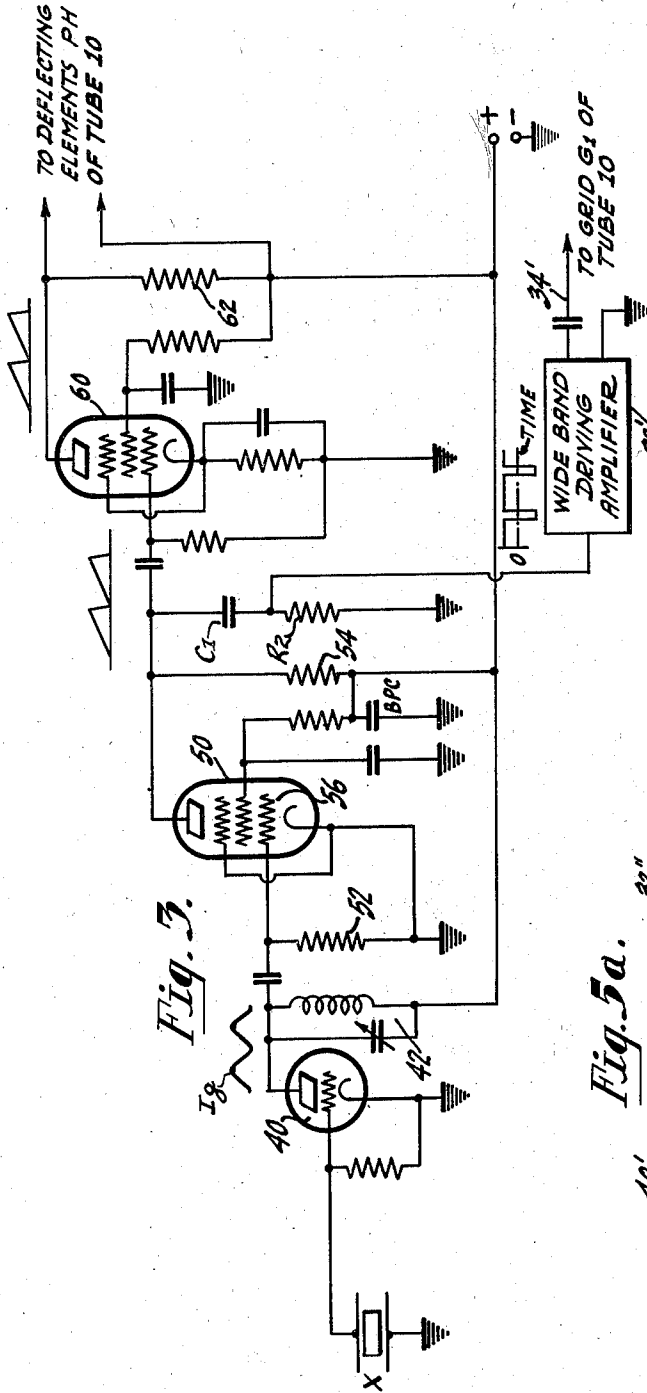 Fig. 3.
X
40
Ig
42
52
50
56
BPC
54
R2
C1
60
62
TO DEFLECTING
ELEMENTS PH
OF TUBE 10
+
-
0
TIME
WIDE BAND
DRIVING
AMPLIFIER
34'
TO GRID G1 OF
TUBE 10
Fig. 5a.
40'